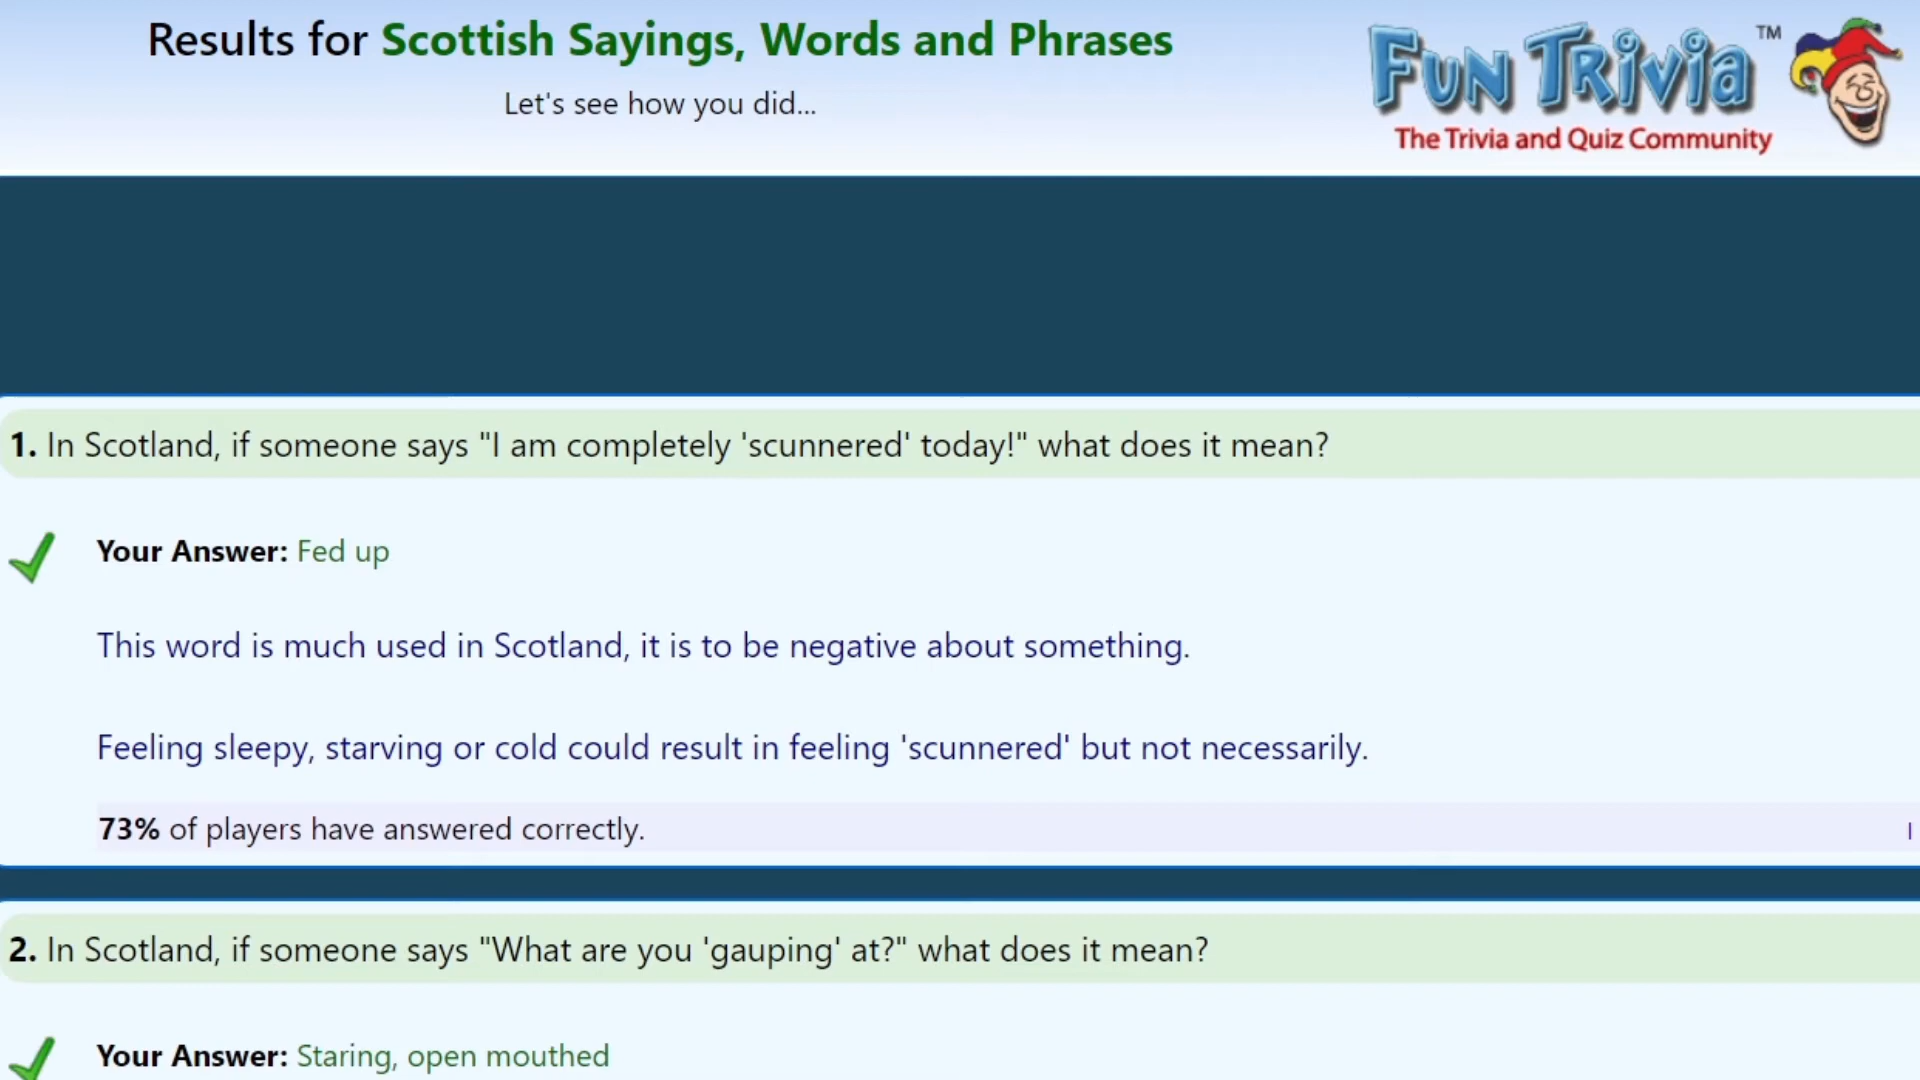 Results for Scottish Sayings, Words and Phrases
Let's see how you did...
FUN TRIVIA™
The Trivia and Quiz Community
1. In Scotland, if someone says "I am completely 'scunnered' today!" what does it mean?
Your Answer: Fed up
This word is much used in Scotland, it is to be negative about something.
Feeling sleepy, starving or cold could result in feeling 'scunnered' but not necessarily.
73% of players have answered correctly.
2. In Scotland, if someone says "What are you 'gauping' at?" what does it mean?
Your Answer: Staring, open mouthed